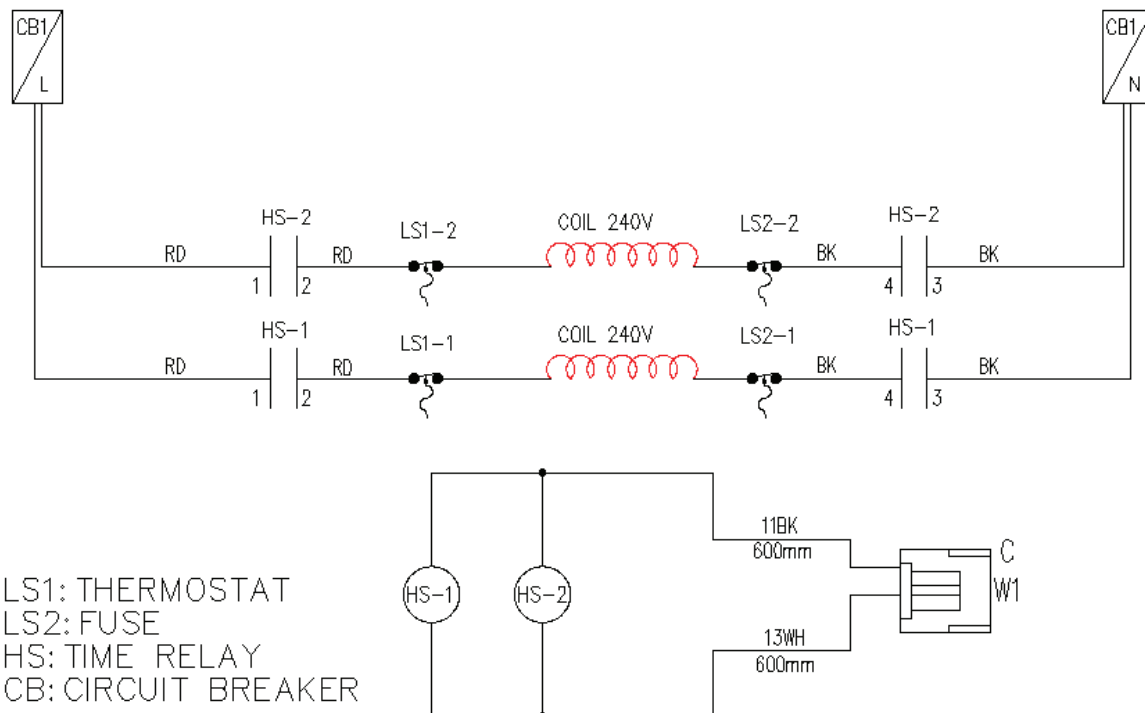 CB1 L
CB1 N
HS-2
LS1-2
COIL 240V
LS2-2
HS-2
RD
RD
BK
BK
1 2
4 3
HS-1
LS1-1
COIL 240V
LS2-1
HS-1
RD
RD
BK
BK
1 2
4 3
11BK
600mm
C
W1
HS-1
HS-2
13WH
600mm
LS1: THERMOSTAT
LS2: FUSE
HS: TIME RELAY
CB: CIRCUIT BREAKER